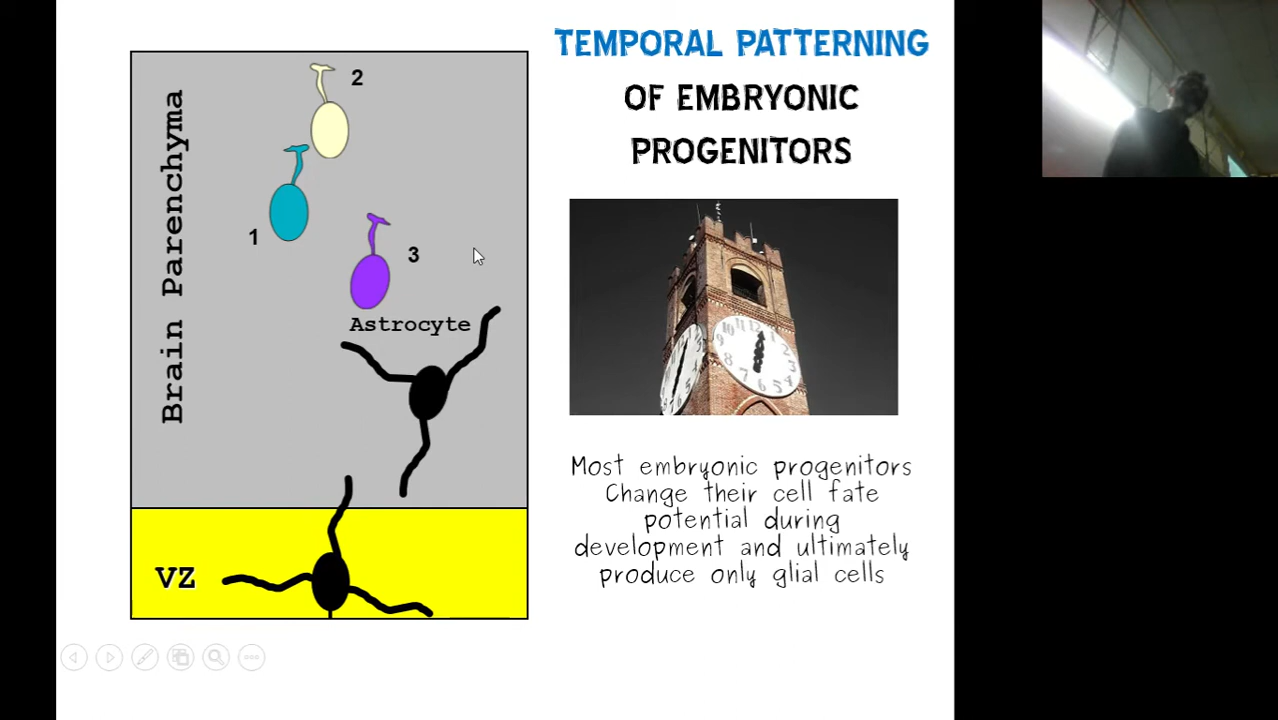 TEMPORAL PATTERNING
OF EMBRYONIC
PROGENITORS
Brain Parenchyma
2
1
3
Astrocyte
VZ
Most embryonic progenitors
Change their cell fate
potential during
development and ultimately
produce only glial cells